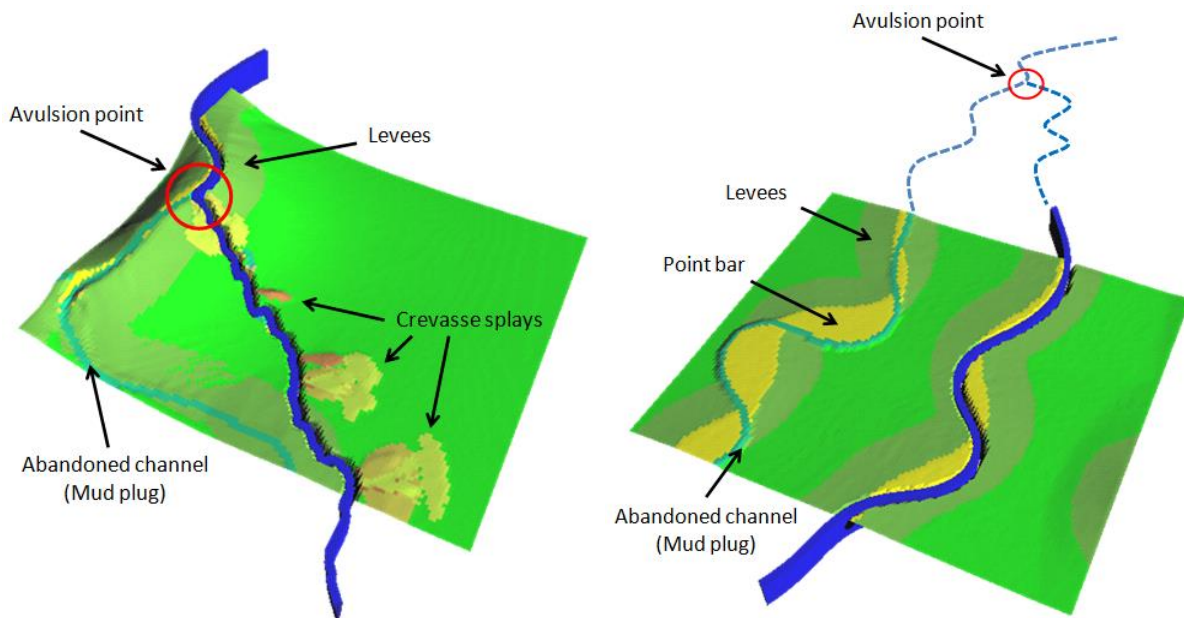 Avulsion point
Levees
Crevasse splays
Abandoned channel
(Mud plug)
Avulsion point
Levees
Point bar
Abandoned channel
(Mud plug)